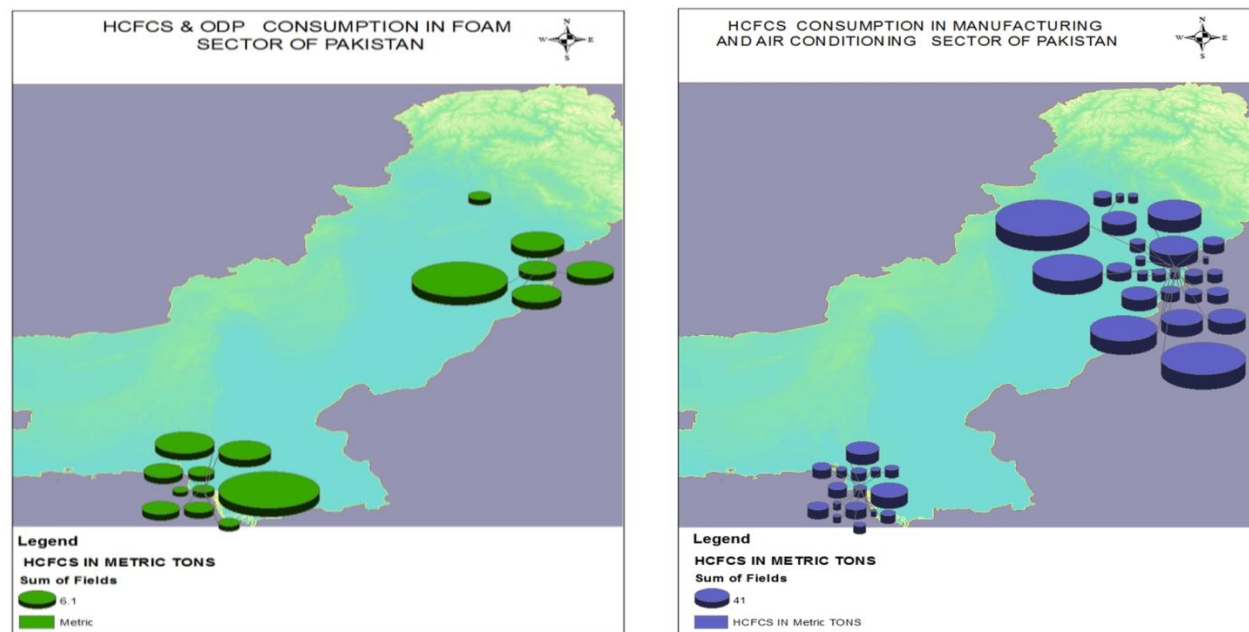 HCFCS & ODP CONSUMPTION IN FOAM
SECTOR OF PAKISTAN
N
W
E
S
Legend
HCFCS IN METRIC TONS
Sum of Fields
6.1
Metric
HCFCS CONSUMPTION IN MANUFACTURING
AND AIR CONDITIONING SECTOR OF PAKISTAN
N
W
E
S
Legend
HCFCS IN METRIC TONS
Sum of Fields
41
HCFCS IN Metric TONS